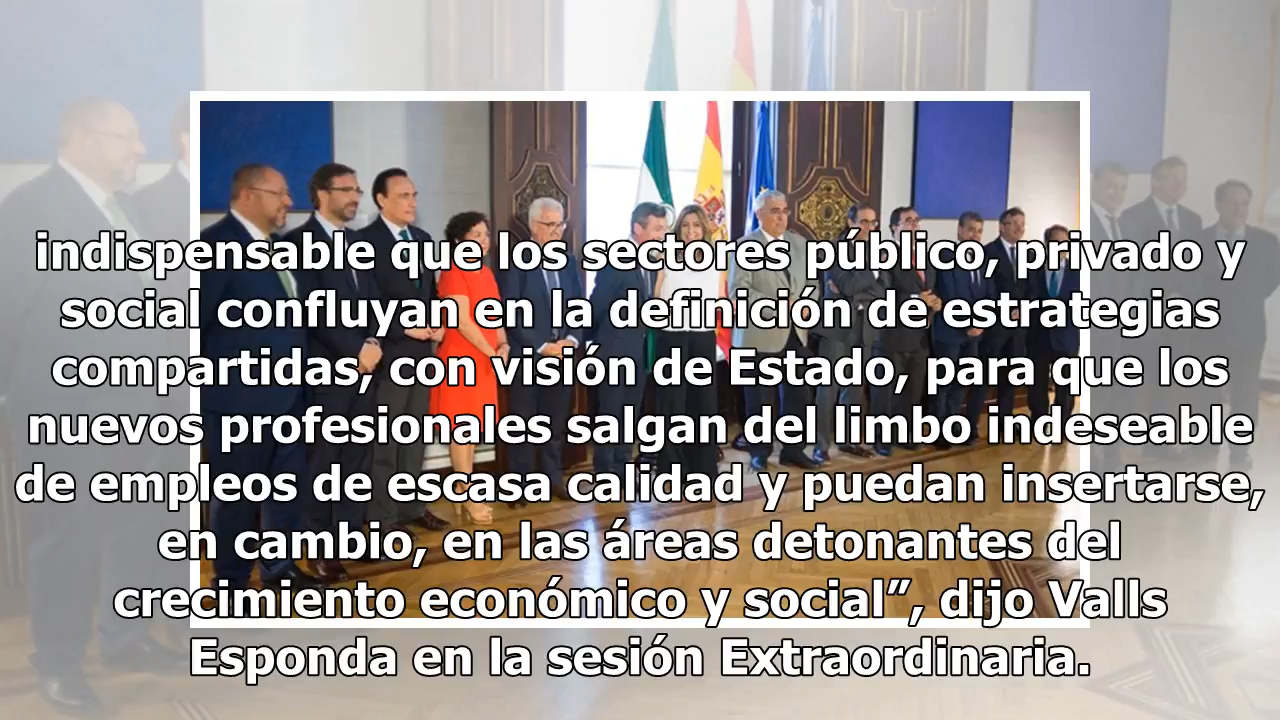 indispensable que los sectores público, privado y
social confluyan en la definición de estrategias
compartidas, con visión de Estado, para que los
nuevos profesionales salgan del limbo indeseable
de empleos de escasa calidad y puedan insertarse,
en cambio, en las áreas detonantes del
crecimiento económico y social”, dijo Valls
Esponda en la sesión Extraordinaria.